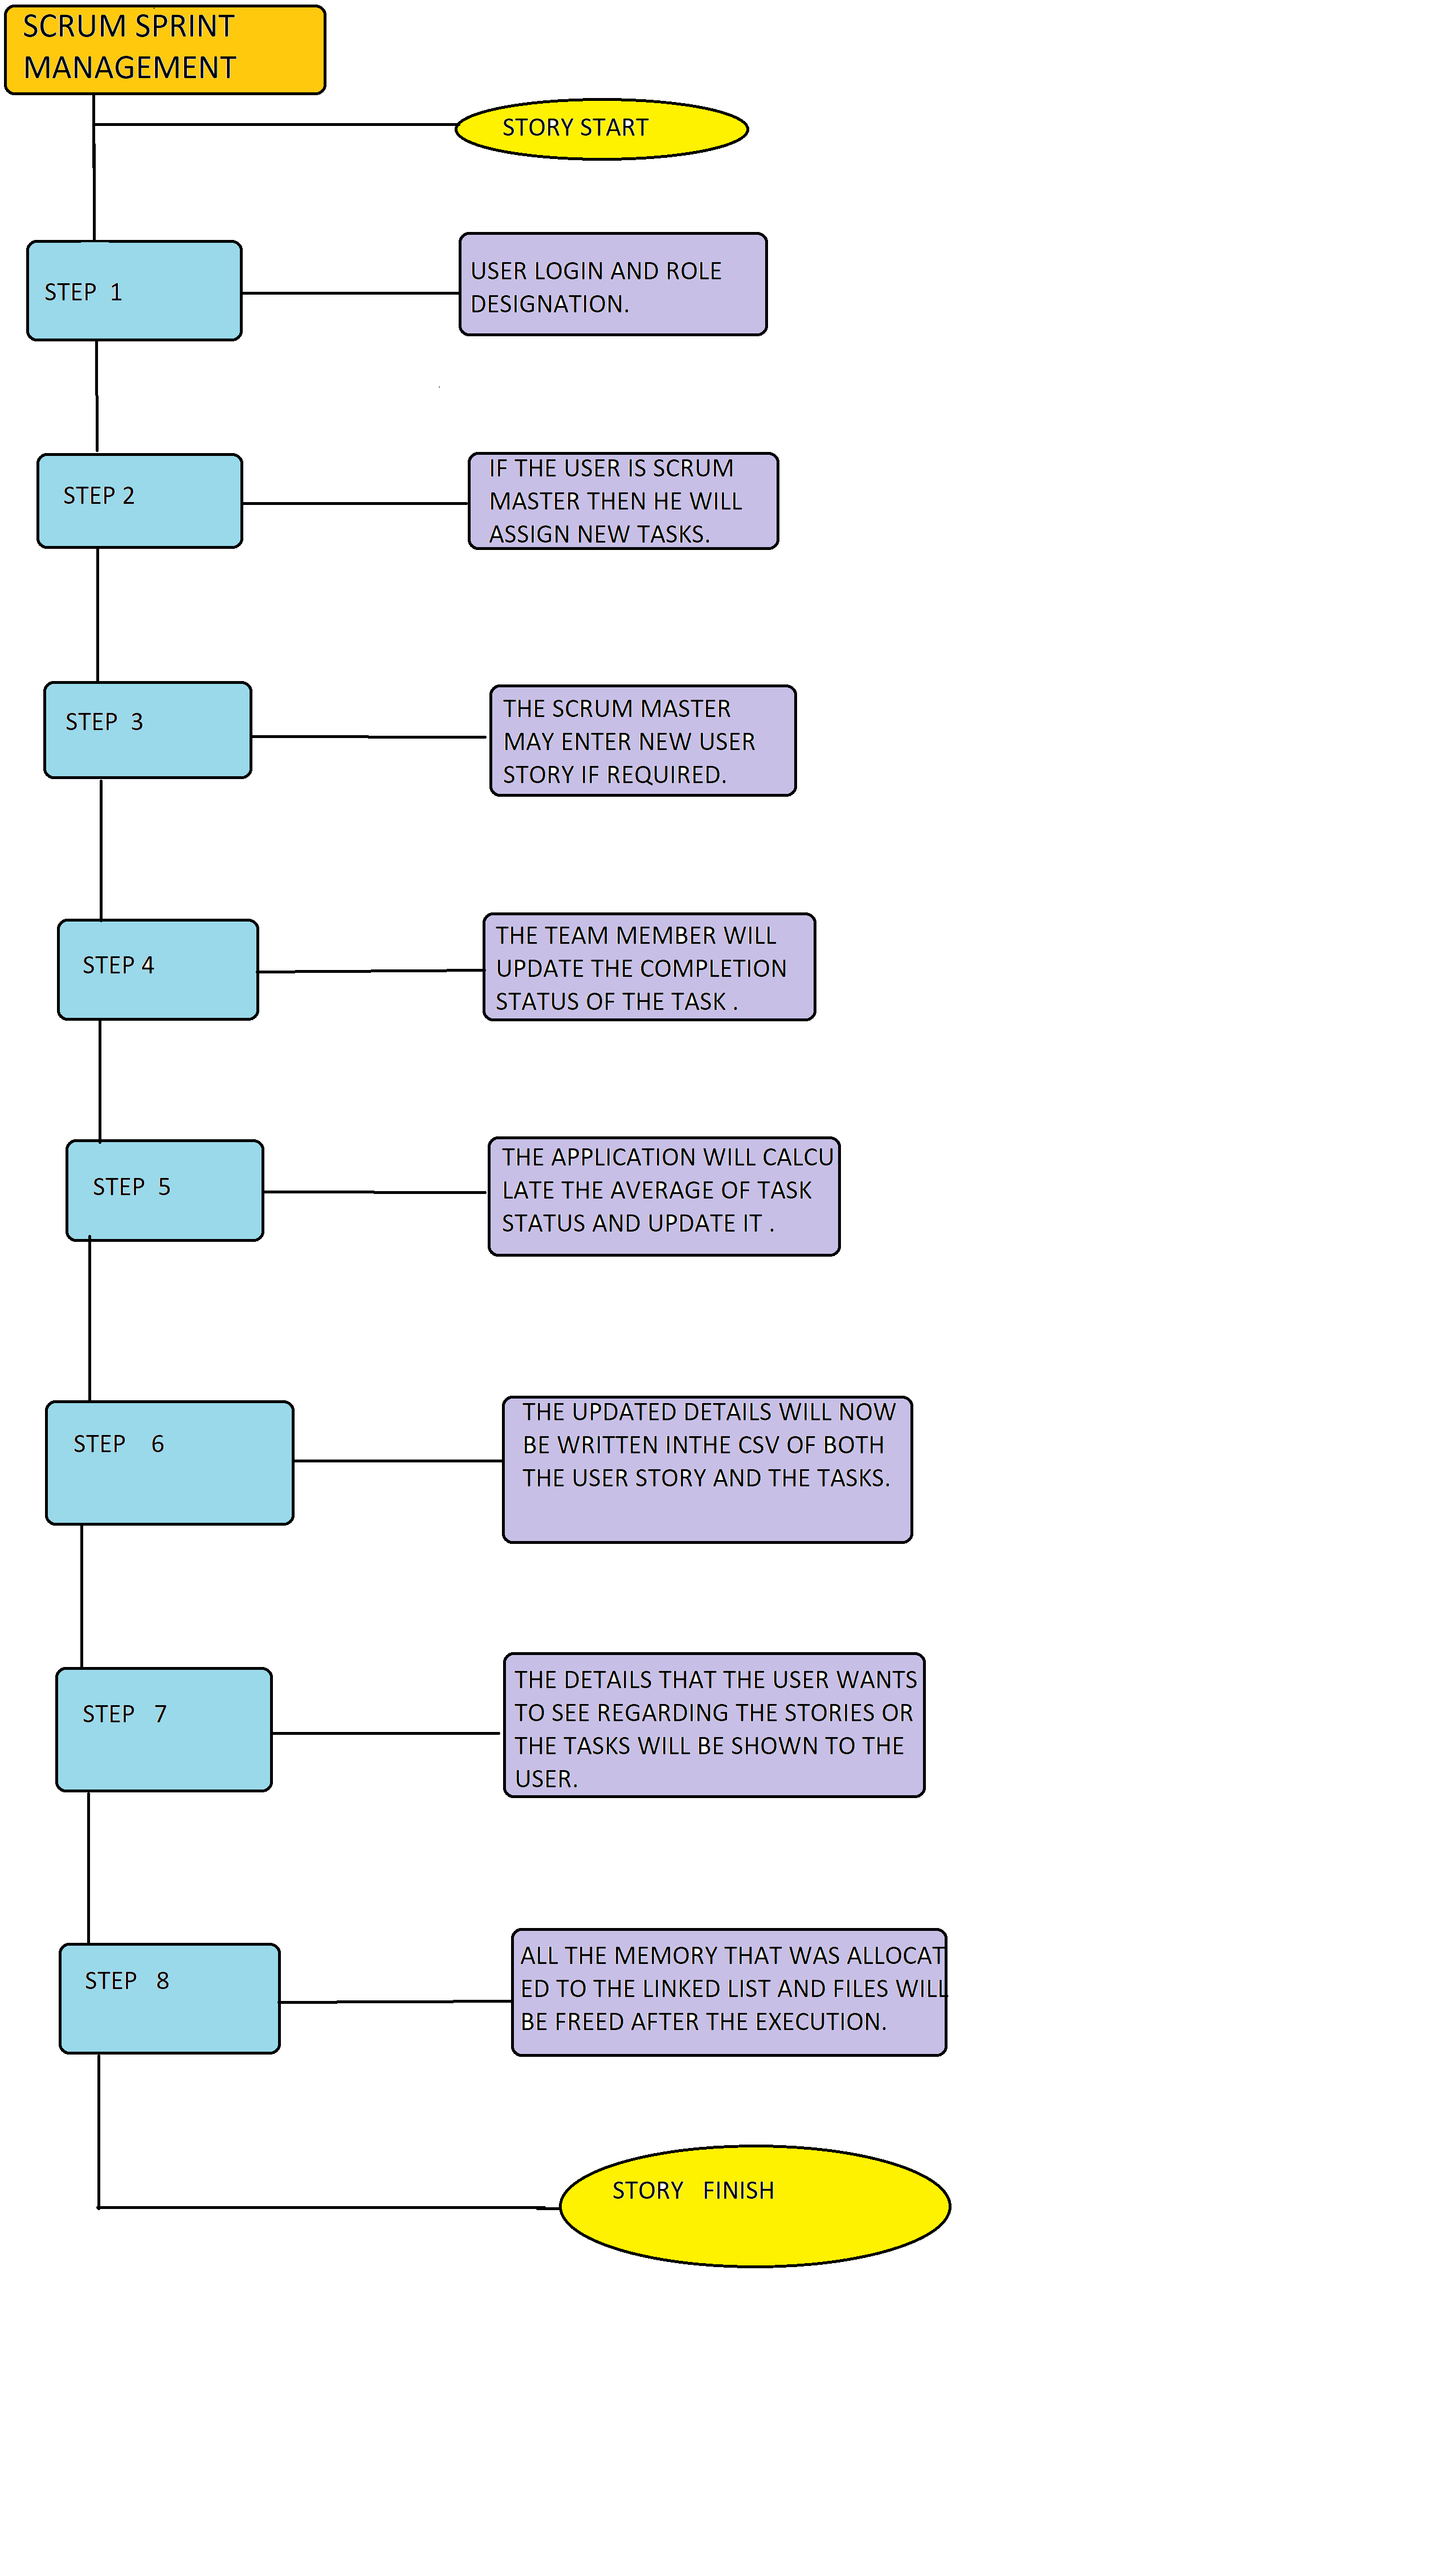 SCRUM SPRINT
MANAGEMENT
STORY START
STEP  1
USER LOGIN AND ROLE
DESIGNATION.
STEP 2
IF THE USER IS SCRUM
MASTER THEN HE WILL
ASSIGN NEW TASKS.
STEP  3
THE SCRUM MASTER
MAY ENTER NEW USER
STORY IF REQUIRED.
STEP 4
THE TEAM MEMBER WILL
UPDATE THE COMPLETION
STATUS OF THE TASK .
STEP  5
THE APPLICATION WILL CALCU
LATE THE AVERAGE OF TASK
STATUS AND UPDATE IT .
STEP    6
THE UPDATED DETAILS WILL NOW
BE WRITTEN INTHE CSV OF BOTH
THE USER STORY AND THE TASKS.
STEP   7
THE DETAILS THAT THE USER WANTS
TO SEE REGARDING THE STORIES OR
THE TASKS WILL BE SHOWN TO THE
USER.
STEP   8
ALL THE MEMORY THAT WAS ALLOCAT
ED TO THE LINKED LIST AND FILES WILL
BE FREED AFTER THE EXECUTION.
STORY   FINISH